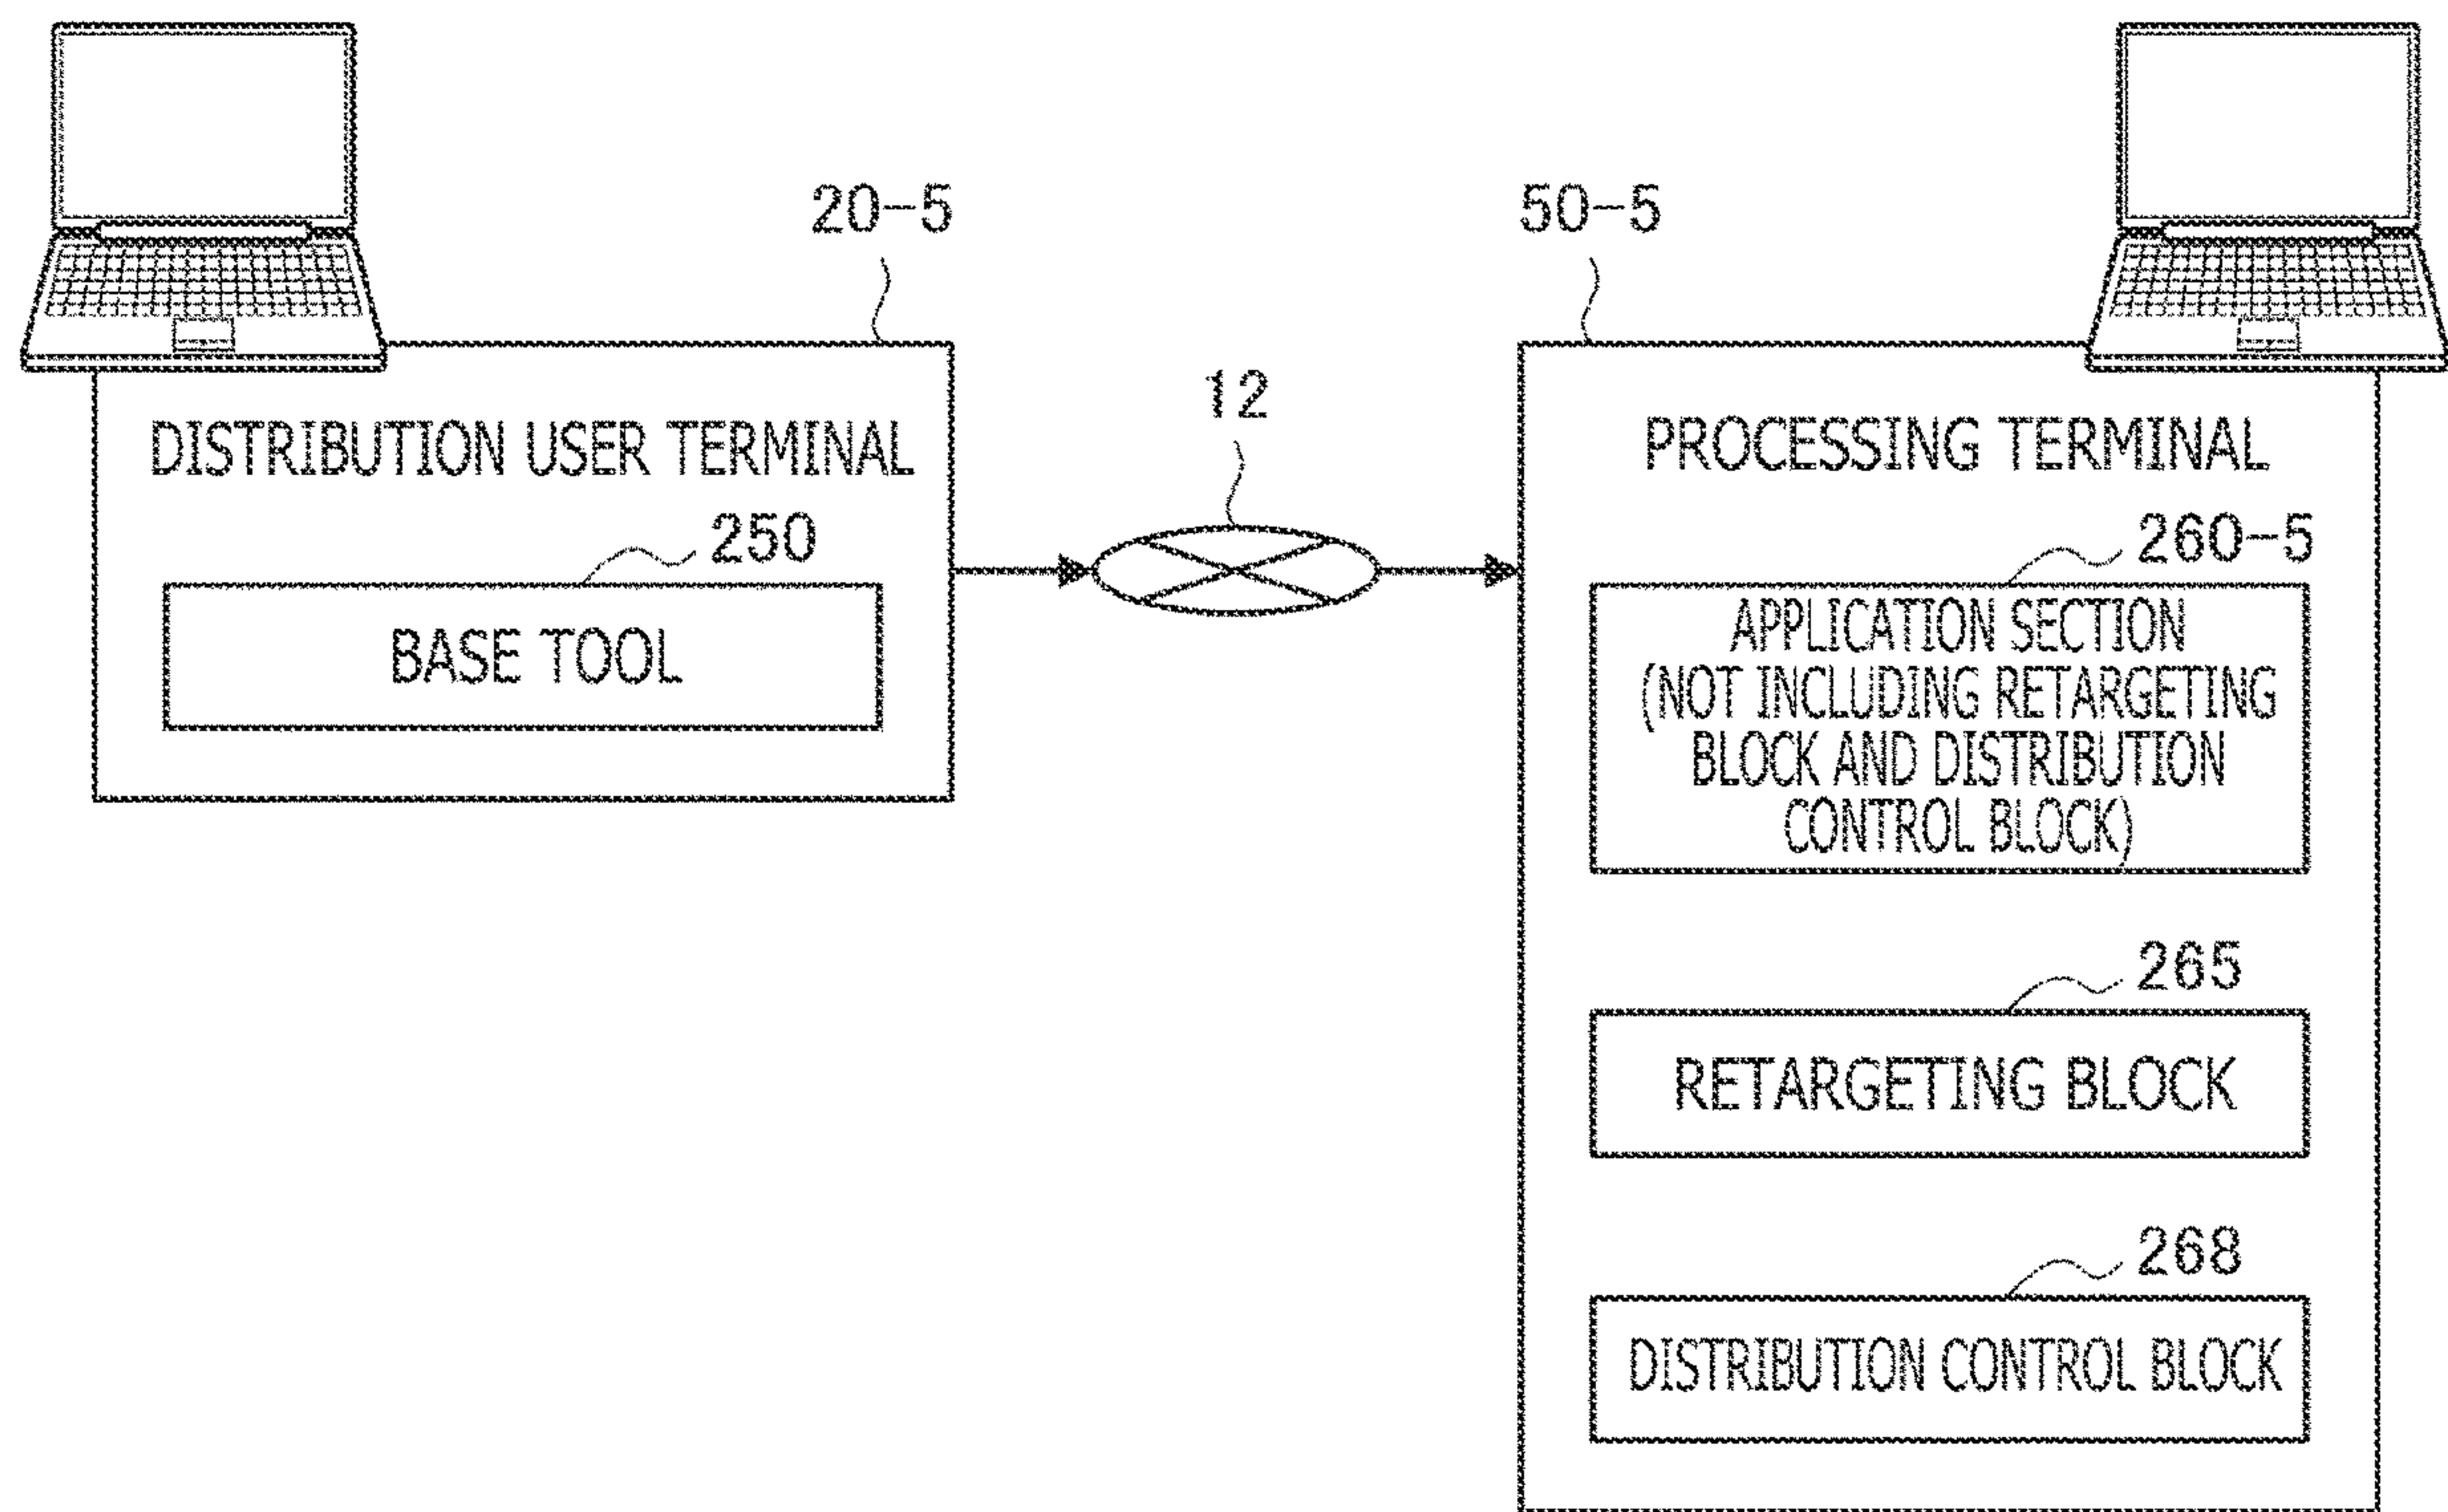 20-5
50-5
12
DISTRIBUTION USER TERMINAL
250
BASE TOOL
PROCESSING TERMINAL
260-5
APPLICATION SECTION
(NOT INCLUDING RETARGETING
BLOCK AND DISTRIBUTION
CONTROL BLOCK)
265
RETARGETING BLOCK
268
DISTRIBUTION CONTROL BLOCK